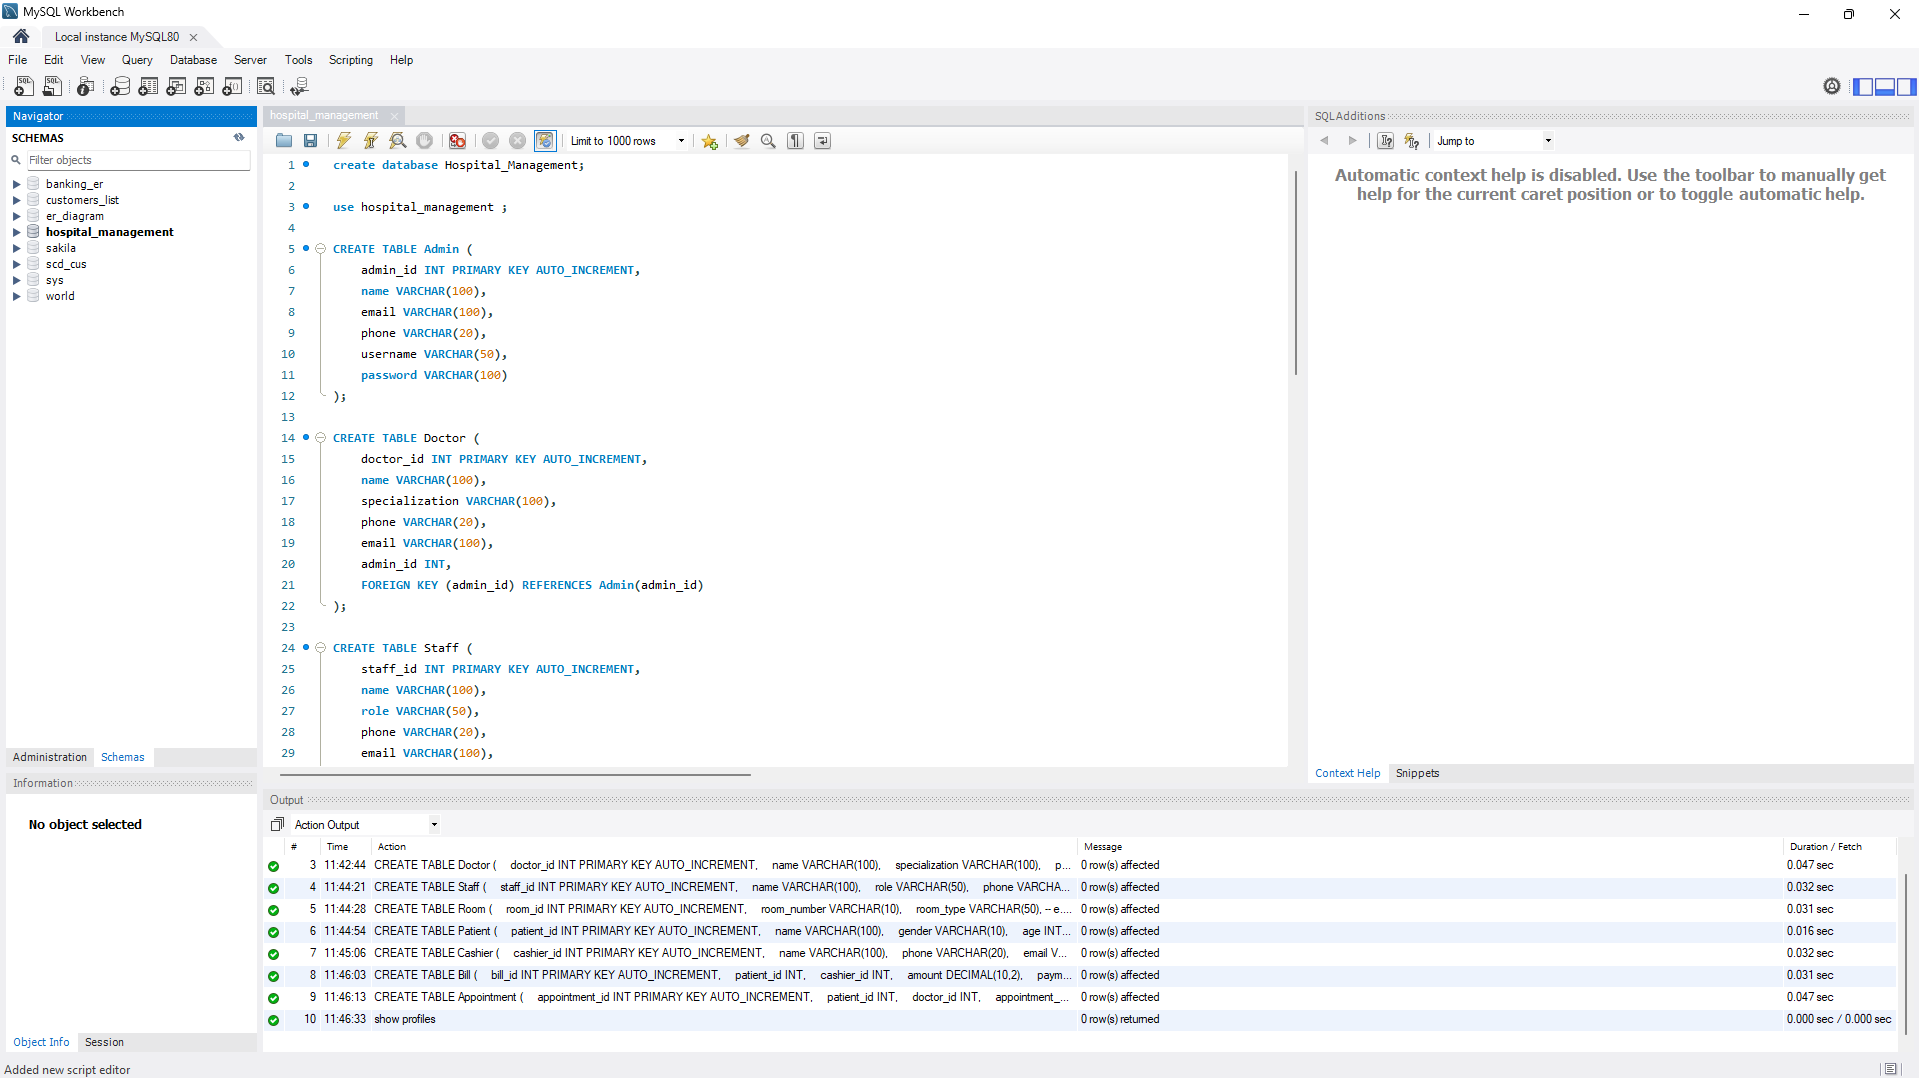 MySQL Workbench
Local instance MySQL80
File Edit View Query Database Server Tools Scripting Help
Navigator
SCHEMAS
Filter objects
banking_er
customers_list
er_diagram
hospital_management
sakila
scd_cus
sys
world
Administration Schemas
Information
No object selected
Object Info Session
hospital_management
Limit to 1000 rows
1 create database Hospital_Management;
2
3 use hospital_management ;
4
5 CREATE TABLE Admin (
6 admin_id INT PRIMARY KEY AUTO_INCREMENT,
7 name VARCHAR(100),
8 email VARCHAR(100),
9 phone VARCHAR(20),
10 username VARCHAR(50),
11 password VARCHAR(100)
12 );
13
14 CREATE TABLE Doctor (
15 doctor_id INT PRIMARY KEY AUTO_INCREMENT,
16 name VARCHAR(100),
17 specialization VARCHAR(100),
18 phone VARCHAR(20),
19 email VARCHAR(100),
20 admin_id INT,
21 FOREIGN KEY (admin_id) REFERENCES Admin(admin_id)
22 );
23
24 CREATE TABLE Staff (
25 staff_id INT PRIMARY KEY AUTO_INCREMENT,
26 name VARCHAR(100),
27 role VARCHAR(50),
28 phone VARCHAR(20),
29 email VARCHAR(100),
SQLAdditions
Jump to
Automatic context help is disabled. Use the toolbar to manually get
help for the current caret position or to toggle automatic help.
Context Help Snippets
Output
Action Output
# Time Action Message Duration / Fetch
3 11:42:44 CREATE TABLE Doctor ( doctor_id INT PRIMARY KEY AUTO_INCREMENT, name VARCHAR(100), specialization VARCHAR(100), p... 0 row(s) affected 0.047 sec
4 11:44:21 CREATE TABLE Staff ( staff_id INT PRIMARY KEY AUTO_INCREMENT, name VARCHAR(100), role VARCHAR(50), phone VARCHA... 0 row(s) affected 0.032 sec
5 11:44:28 CREATE TABLE Room ( room_id INT PRIMARY KEY AUTO_INCREMENT, room_number VARCHAR(10), room_type VARCHAR(50), -- e.... 0 row(s) affected 0.031 sec
6 11:44:54 CREATE TABLE Patient ( patient_id INT PRIMARY KEY AUTO_INCREMENT, name VARCHAR(100), gender VARCHAR(10), age INT... 0 row(s) affected 0.016 sec
7 11:45:06 CREATE TABLE Cashier ( cashier_id INT PRIMARY KEY AUTO_INCREMENT, name VARCHAR(100), phone VARCHAR(20), email V... 0 row(s) affected 0.032 sec
8 11:46:03 CREATE TABLE Bill ( bill_id INT PRIMARY KEY AUTO_INCREMENT, patient_id INT, cashier_id INT, amount DECIMAL(10,2), paym... 0 row(s) affected 0.031 sec
9 11:46:13 CREATE TABLE Appointment ( appointment_id INT PRIMARY KEY AUTO_INCREMENT, patient_id INT, doctor_id INT, appointment_... 0 row(s) affected 0.047 sec
10 11:46:33 show profiles 0 row(s) returned 0.000 sec / 0.000 sec
Added new script editor